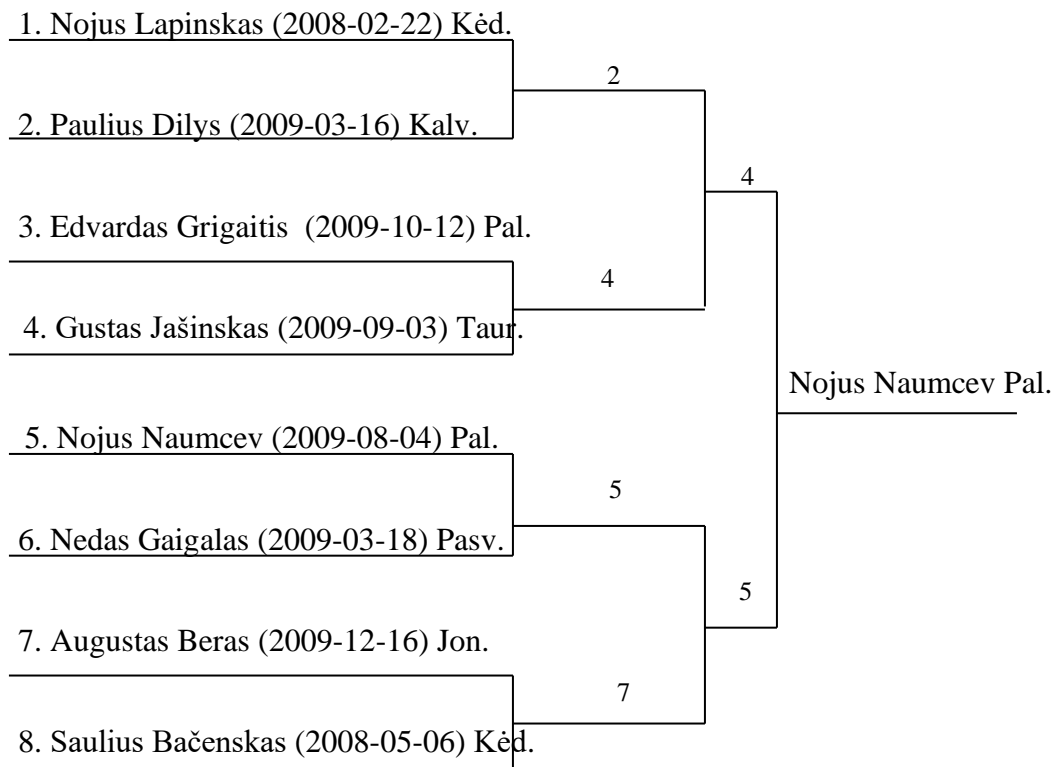 1. Nojus Lapinskas (2008-02-22) Kėd.
2
2. Paulius Dilys (2009-03-16) Kalv.
4
3. Edvardas Grigaitis (2009-10-12) Pal.
4
4. Gustas Jašinskas (2009-09-03) Taur.
Nojus Naumcev Pal.
5. Nojus Naumcev (2009-08-04) Pal.
5
6. Nedas Gaigalas (2009-03-18) Pasv.
5
7. Augustas Beras (2009-12-16) Jon.
7
8. Saulius Bačenskas (2008-05-06) Kėd.